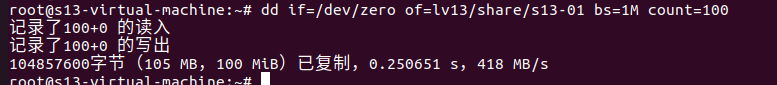 root@s13-virtual-machine:~# dd if=/dev/zero of=lv13/share/s13-01 bs=1M count=100
记录了100+0 的读入
记录了100+0 的写出
104857600字节（105 MB，100 MiB）已复制，0.250651 s，418 MB/s
root@s13-virtual-machine:~#